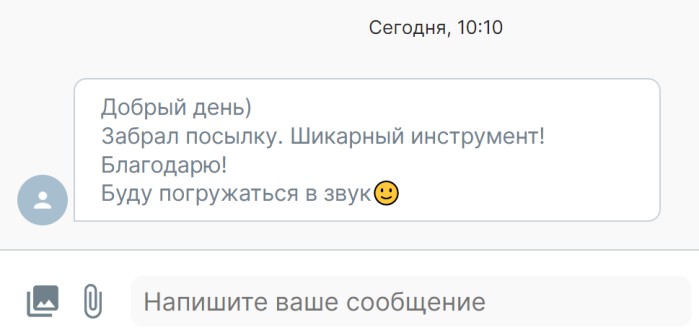 Сегодня, 10:10
Добрый день)
Забрал посылку. Шикарный инструмент!
Благодарю!
Буду погружаться в звук🙂
Напишите ваше сообщение